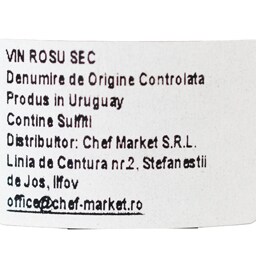 VIN ROSU SEC
Denumire de Origine Controlata
Produs in Uruguay
Contine Sulfiti
Distribuitor: Chef Market S.R.L.
Linia de Centura nr.2, Stefanestii
de Jos, Ilfov
office@chef-market.ro